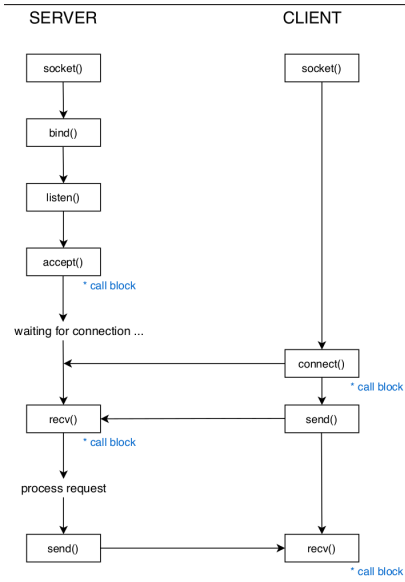 SERVER
CLIENT
socket()
socket()
bind()
listen()
accept()
* call block
waiting for connection ...
connect()
* call block
recv()
send()
* call block
process request
send()
recv()
* call block